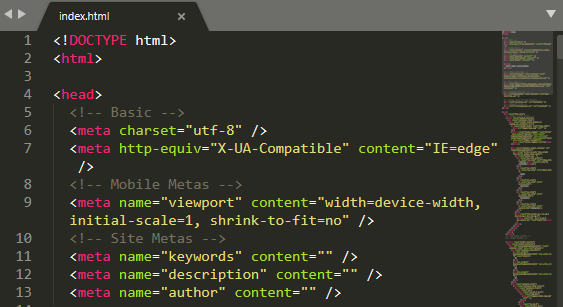 index.html ×
1 <!DOCTYPE html>
2 <html>
3
4 <head>
5 <!-- Basic -->
6 <meta charset="utf-8" />
7 <meta http-equiv="X-UA-Compatible" content="IE=edge"
/>
8 <!-- Mobile Metas -->
9 <meta name="viewport" content="width=device-width,
initial-scale=1, shrink-to-fit=no" />
10 <!-- Site Metas -->
11 <meta name="keywords" content="" />
12 <meta name="description" content="" />
13 <meta name="author" content="" />